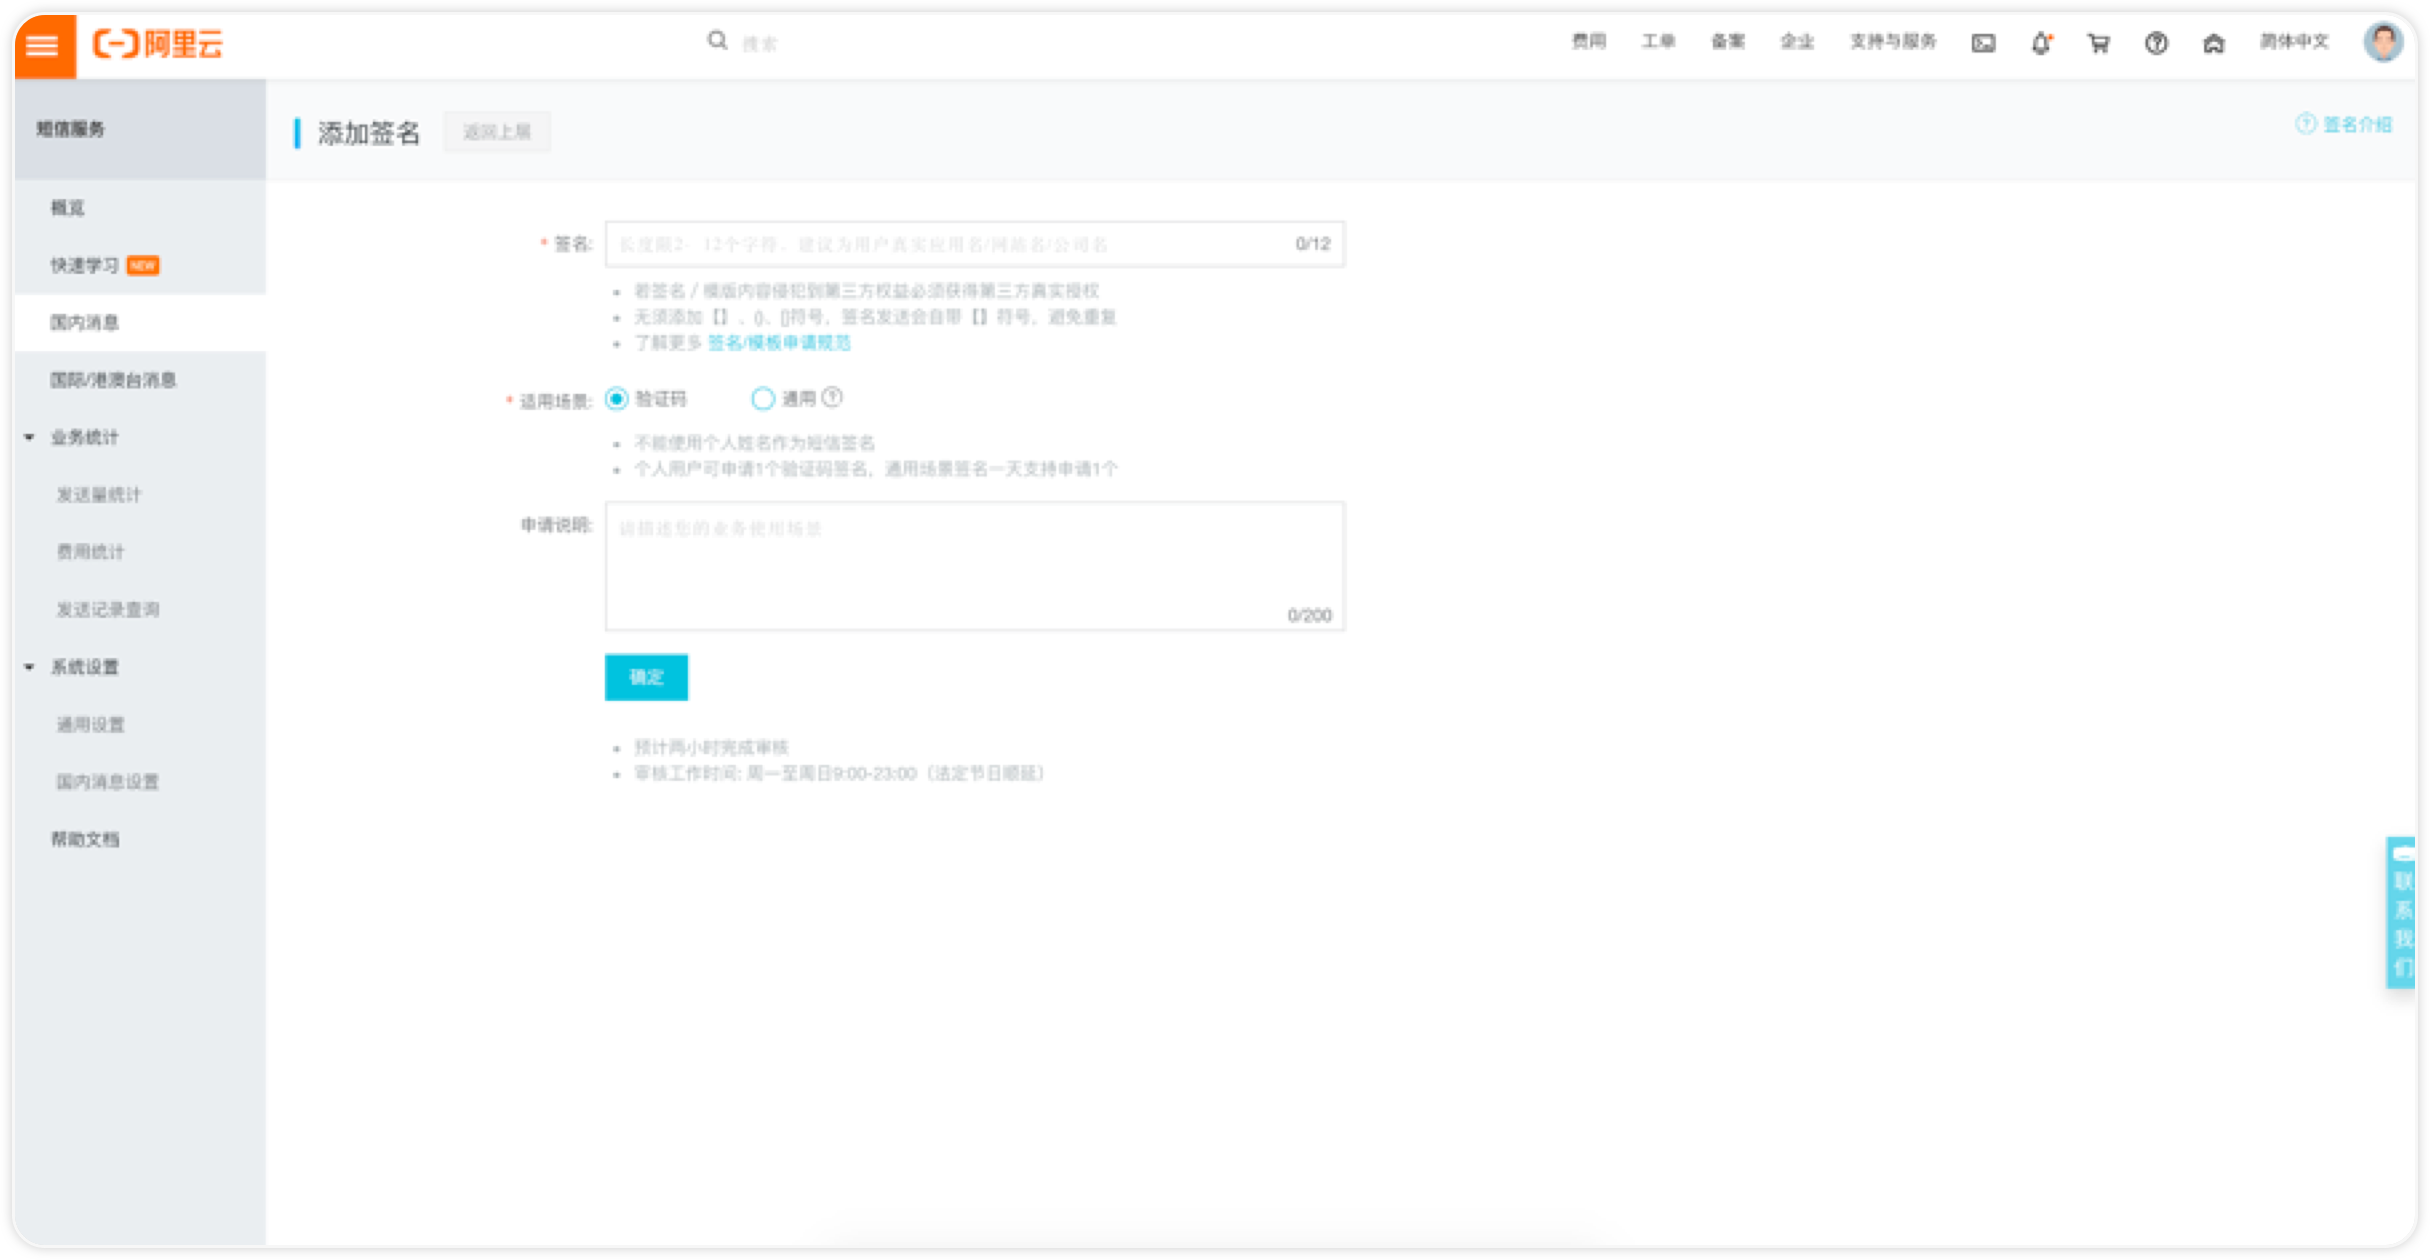 阿里云
搜索
费用 工单 备案 企业 支持与服务 简体中文
短信服务
添加签名 返回上层
签名介绍
概览
快速学习 NEW
国内消息
国际/港澳台消息
业务统计
发送量统计
费用统计
发送记录查询
系统设置
通用设置
国内消息设置
帮助文档
* 签名: 长度限2- 12个字符、建议为用户真实应用名/网站名/公司名 0/12
若签名 / 模版内容侵犯到第三方权益必须获得第三方真实授权
无须添加【】、()、[]符号，签名发送会自带【】符号，避免重复
了解更多 签名/模板申请规范
* 适用场景: 验证码 通用
不能使用个人姓名作为短信签名
个人用户可申请1个验证码签名，通用场景签名一天支持申请1个
申请说明: 请描述您的业务使用场景
0/200
确定
预计两小时完成审核
审核工作时间: 周一至周日9:00-23:00（法定节日顺延）
联系我们